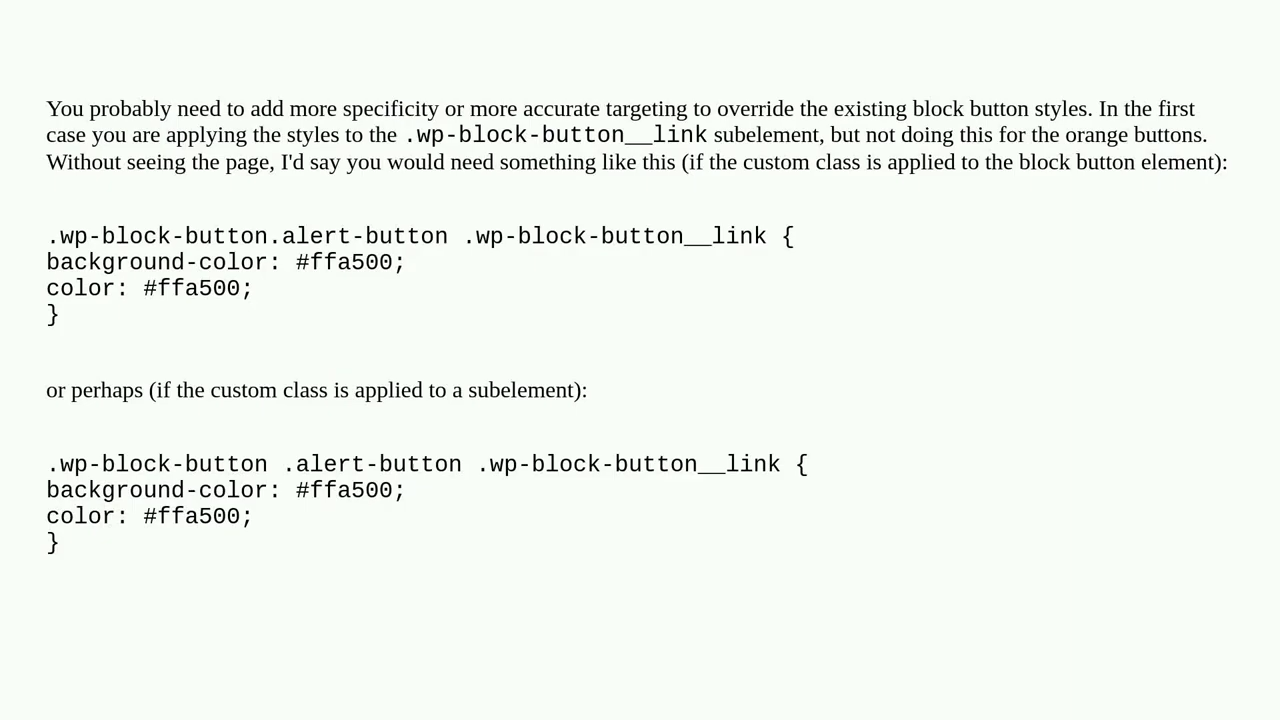 You probably need to add more specificity or more accurate targeting to override the existing block button styles. In the first
case you are applying the styles to the .wp-block-button__link subelement, but not doing this for the orange buttons.
Without seeing the page, I'd say you would need something like this (if the custom class is applied to the block button element):
.wp-block-button.alert-button .wp-block-button__link {
background-color: #ffa500;
color: #ffa500;
}
or perhaps (if the custom class is applied to a subelement):
.wp-block-button .alert-button .wp-block-button__link {
background-color: #ffa500;
color: #ffa500;
}